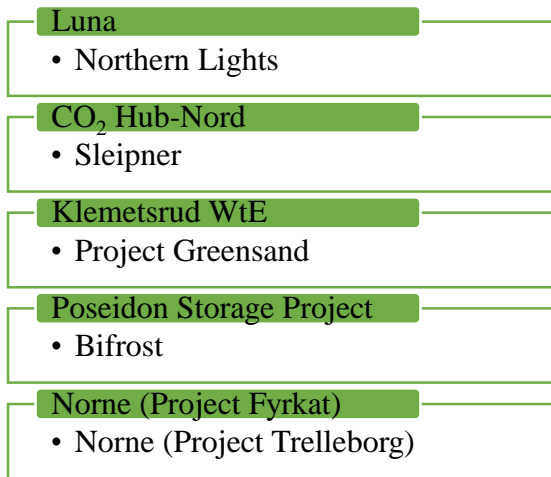 Luna
• Northern Lights
CO₂ Hub-Nord
• Sleipner
Klemetsrud WtE
• Project Greensand
Poseidon Storage Project
• Bifrost
Norne (Project Fyrkat)
• Norne (Project Trelleborg)